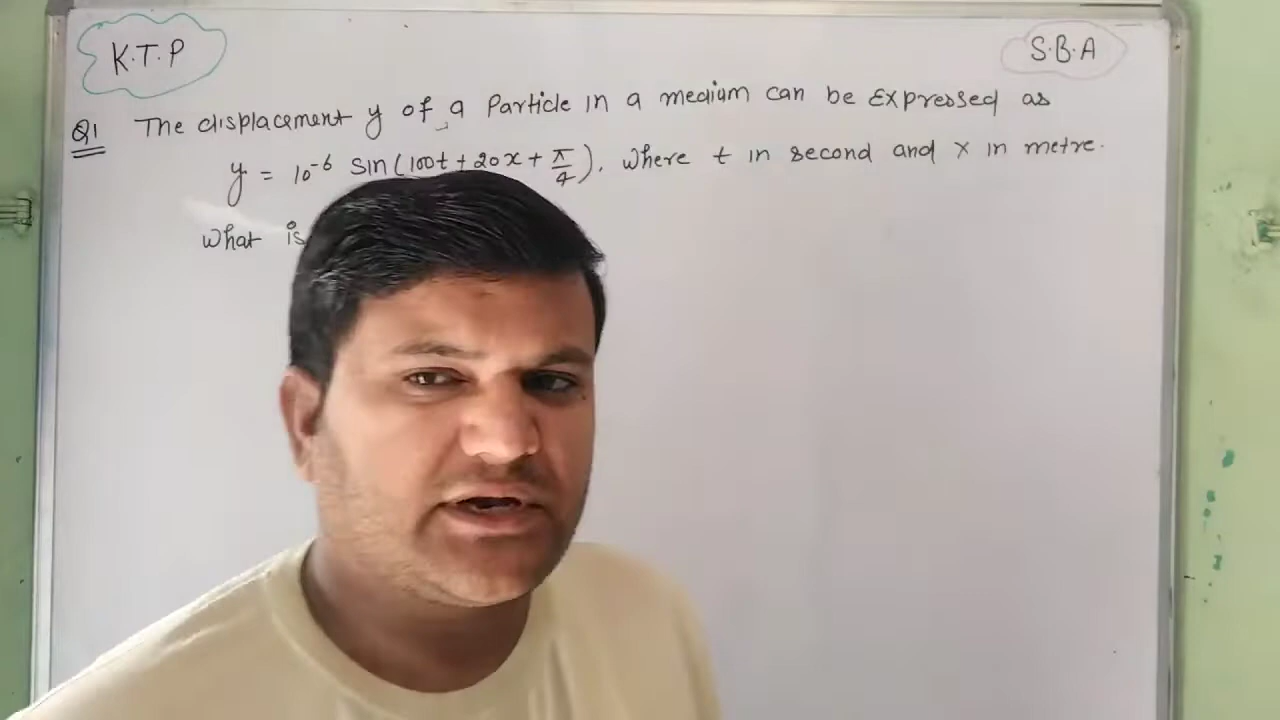 K.T.P
S.B.A
Q1 The displacement y of a Particle in a medium can be Expressed as
y = 10⁻⁶ sin(100t + 20x + π/4). where t in second and x in metre.
what is